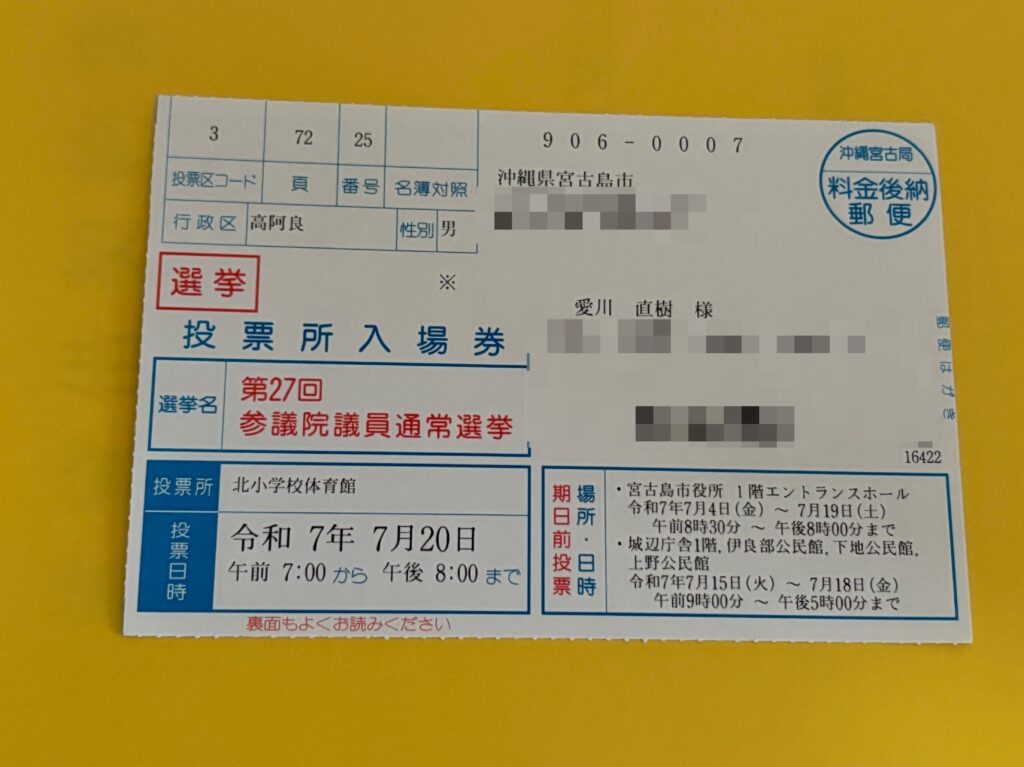 3 72 25
投票区コード 頁 番号 名簿対照
行政区 高阿良 性別 男
選挙
※
投票所入場券
選挙名
第27回
参議院議員通常選挙
投票所 北小学校体育館
投票日時
令和 7年 7月20日
午前 7:00 から 午後 8:00 まで
裏面もよくお読みください
906-0007
沖縄県宮古島市
沖縄宮古局
料金後納
郵便
愛川 直樹 様
郵便はがき
16422
期日前投票
場所・日時
・宮古島市役所 1階エントランスホール
令和7年7月4日(金) ~ 7月19日(土)
午前8時30分 ~ 午後8時00分まで
・城辺庁舎1階,伊良部公民館,下地公民館,
上野公民館
令和7年7月15日(火) ~ 7月18日(金)
午前9時00分 ~ 午後5時00分まで